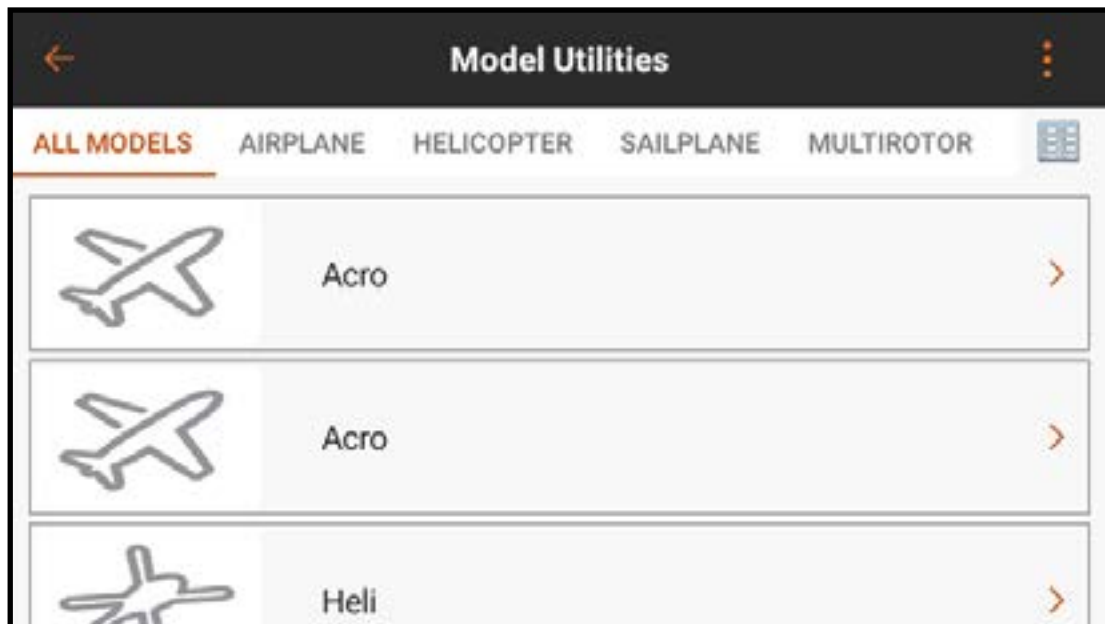 Model Utilities
ALL MODELS AIRPLANE HELICOPTER SAILPLANE MULTIROTOR
Acro
Acro
Heli